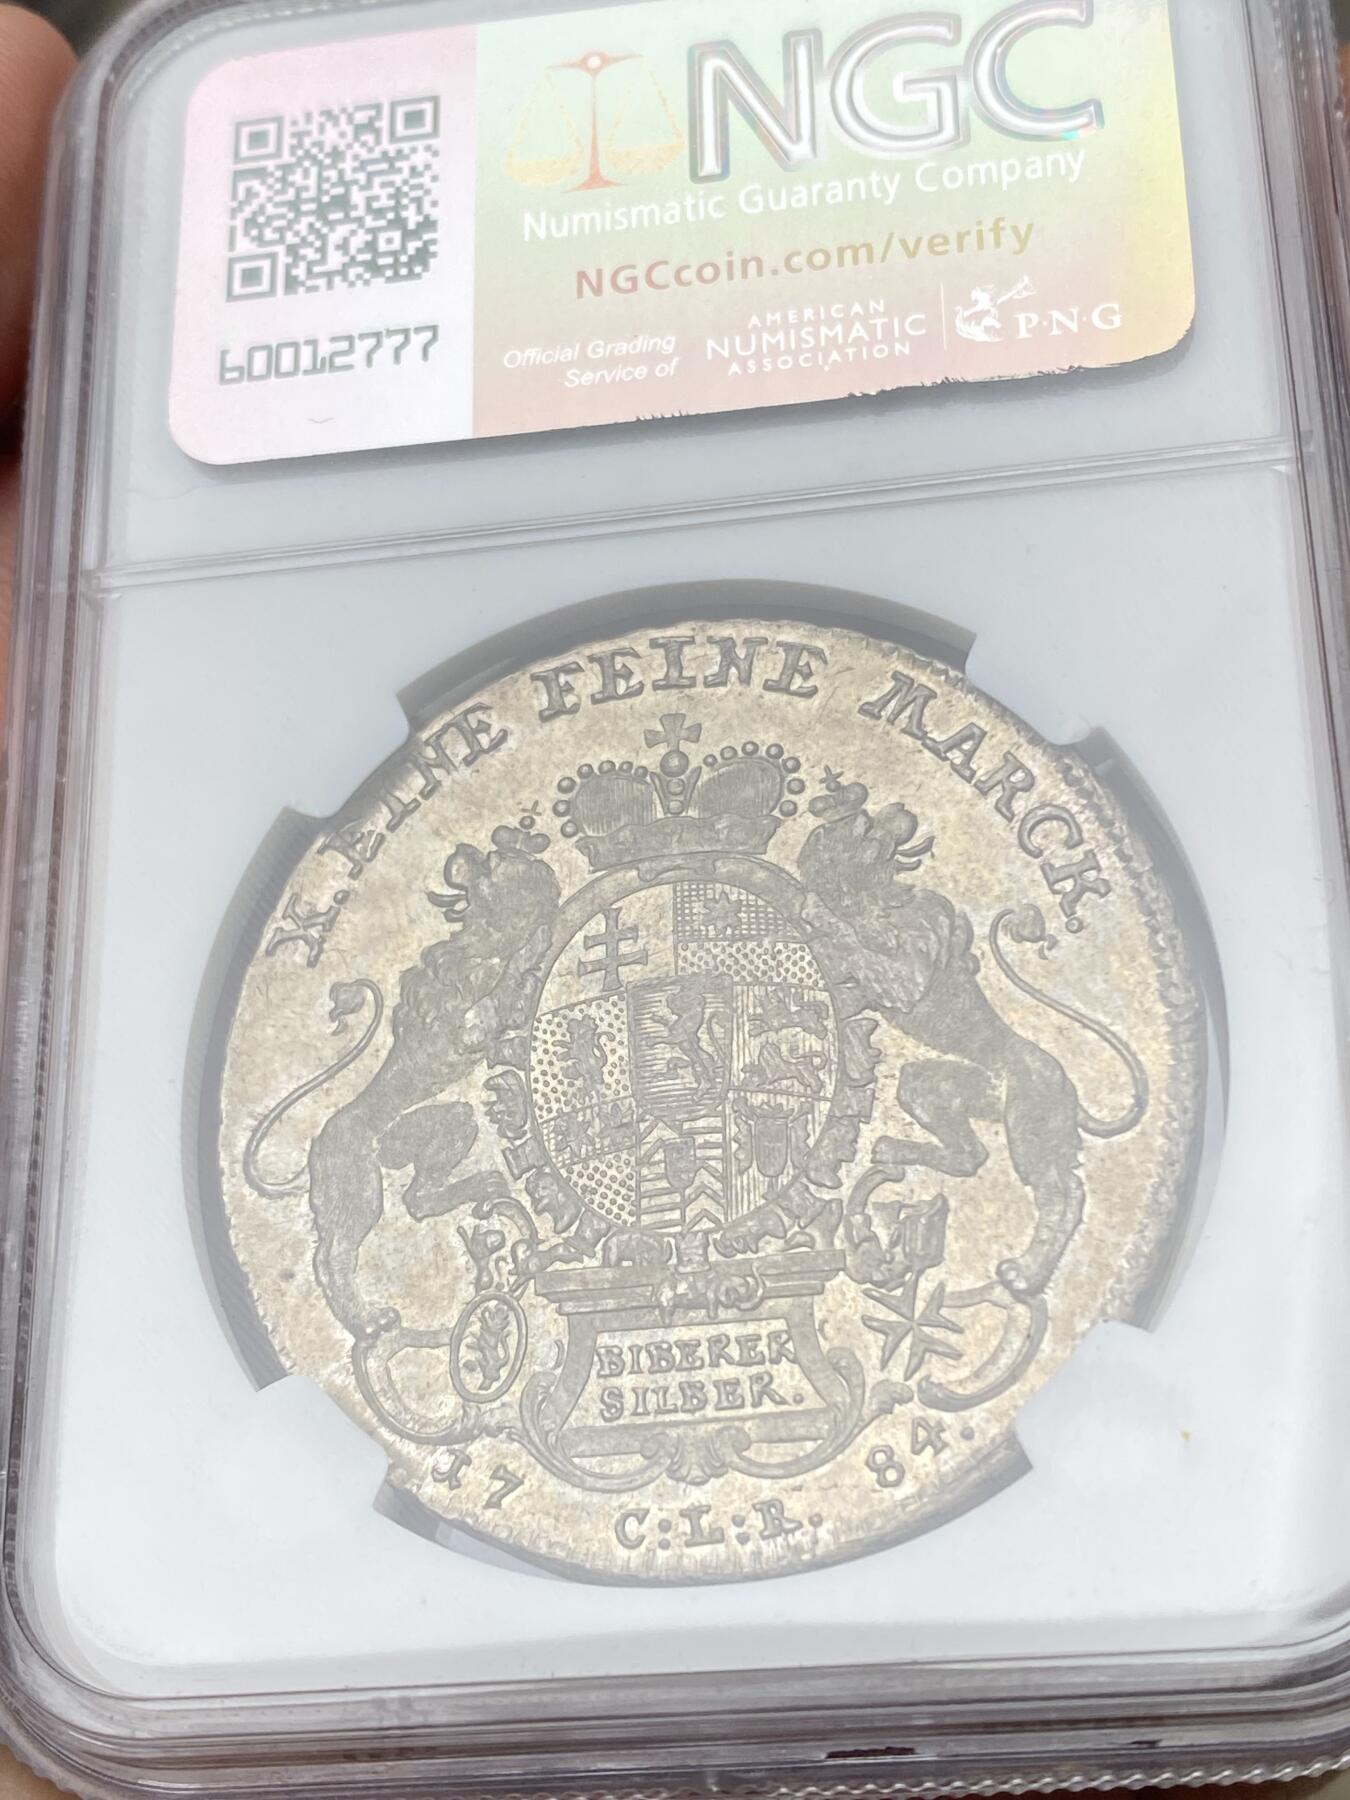 NGC
Numismatic Guaranty Company
NGCcoin.com/verify
60012777
Official Grading
Service of
AMERICAN
NUMISMATIC
ASSOCIATION
P·N·G
X. EINE FEINE MARCK.
BIBERER
SILBER.
17 84.
C:L:R.